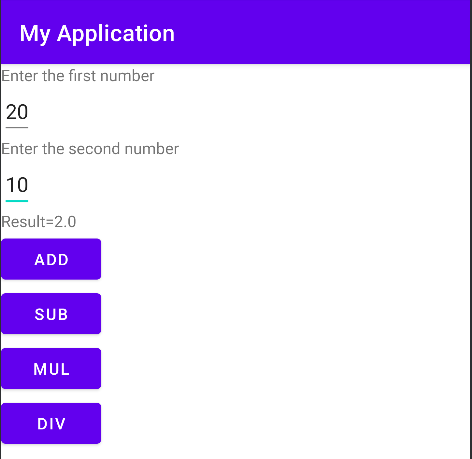 My Application
Enter the first number
20
Enter the second number
10
Result=2.0
ADD
SUB
MUL
DIV